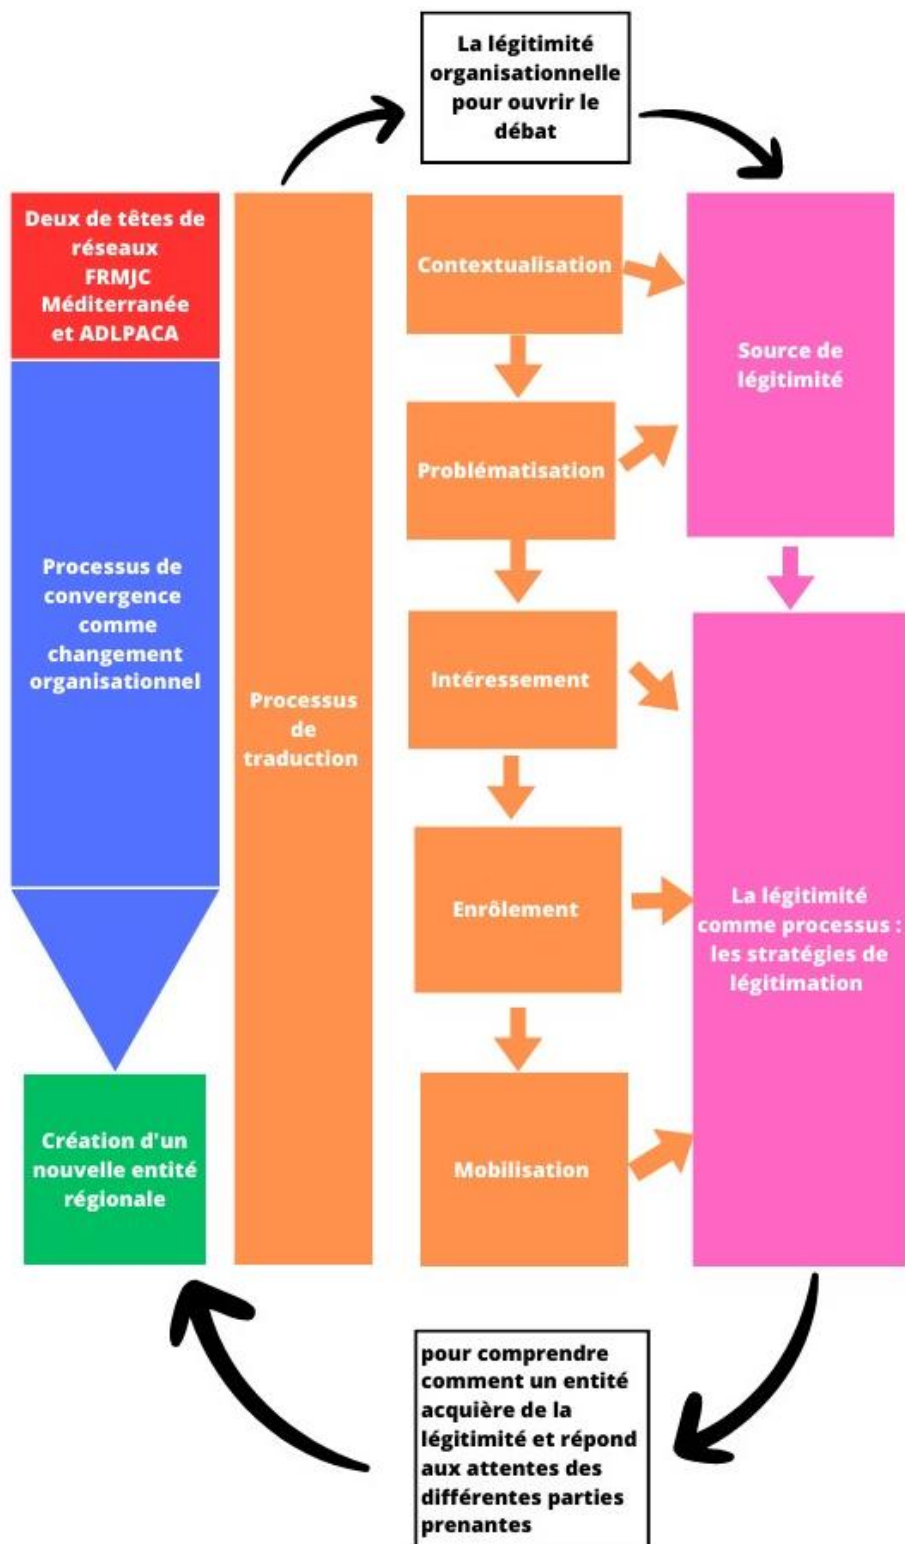 La légitimité
organisationnelle
pour ouvrir le
débat
Deux de têtes de
réseaux
FRMJC
Méditerranée
et ADLPACA
Processus de
convergence
comme
changement
organisationnel
Création d'un
nouvelle entité
régionale
Processus
de
traduction
Contextualisation
Problématisation
Intéressement
Enrôlement
Mobilisation
Source de
légitimité
La légitimité
comme processus :
les stratégies de
légitimation
pour comprendre
comment un entité
acquière de la
légitimité et répond
aux attentes des
différentes parties
prenantes